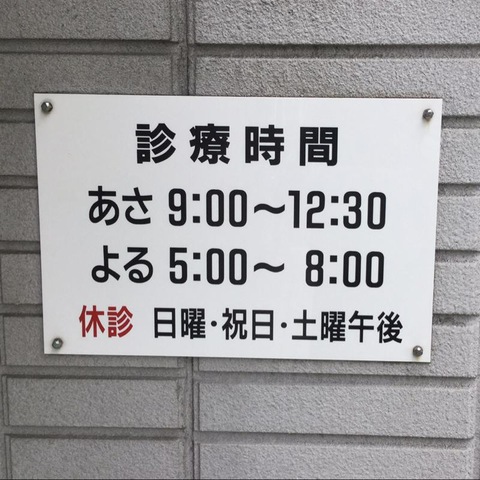 診療時間
あさ 9:00〜12:30
よる 5:00〜 8:00
休診 日曜・祝日・土曜午後